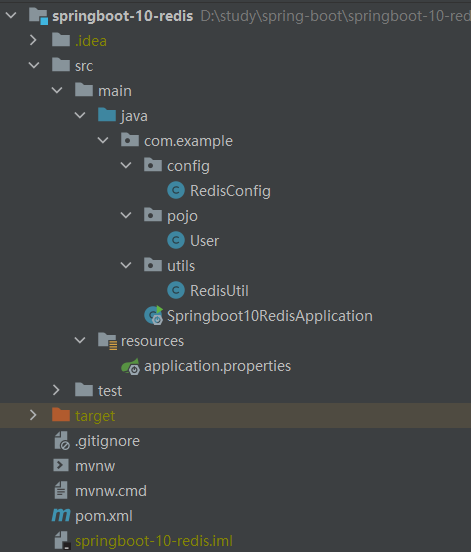 springboot-10-redis D:\study\spring-boot\springboot-10-red
.idea
src
main
java
com.example
config
RedisConfig
pojo
User
utils
RedisUtil
Springboot10RedisApplication
resources
application.properties
test
target
.gitignore
mvnw
mvnw.cmd
pom.xml
springboot-10-redis.iml